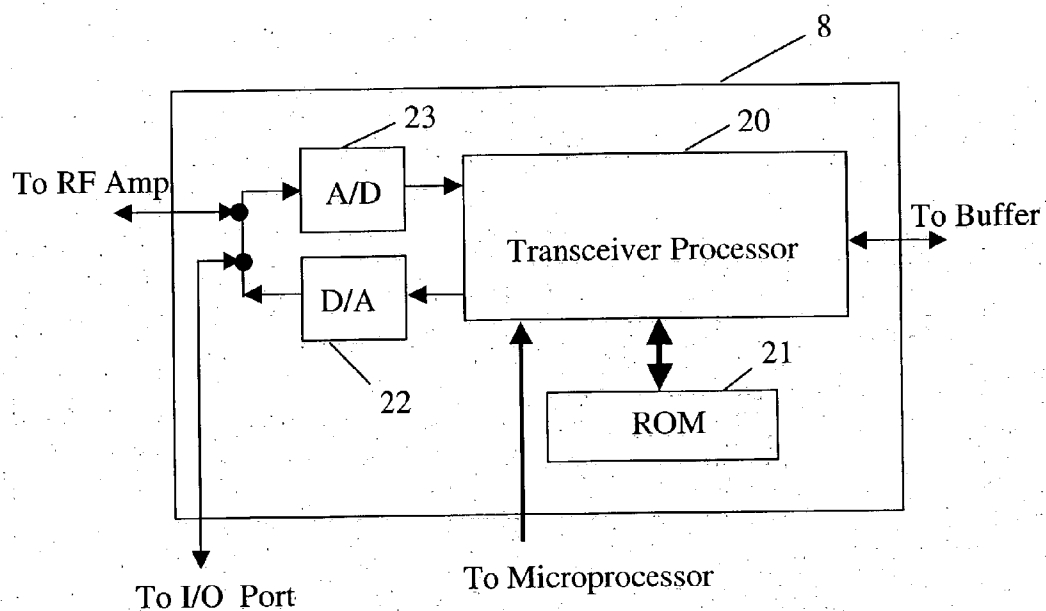 8
23
20
To RF Amp
A/D
To Buffer
Transceiver Processor
D/A
21
22
ROM
To Microprocessor
To I/O Port